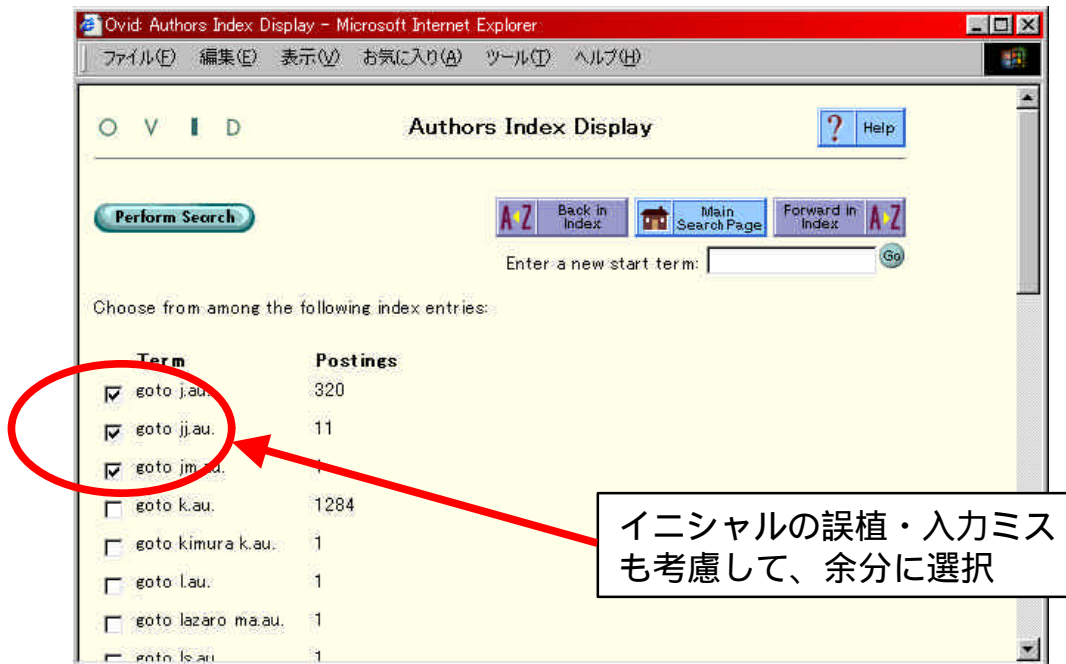 Ovid: Authors Index Display - Microsoft Internet Explorer
ファイル(F) 編集(E) 表示(V) お気に入り(A) ツール(T) ヘルプ(H)
O V I D Authors Index Display ? Help
Perform Search A Z Back in Index Main Search Page Forward in Index A Z
Enter a new start term: Go
Choose from among the following index entries:
Term Postings
goto j.au. 320
goto jj.au. 11
goto jm.au. 1
goto k.au. 1284
goto kimura k.au. 1
goto l.au. 1
goto lazaro ma.au. 1
goto ls.au. 1
イニシャルの誤植・入力ミス
も考慮して、余分に選択